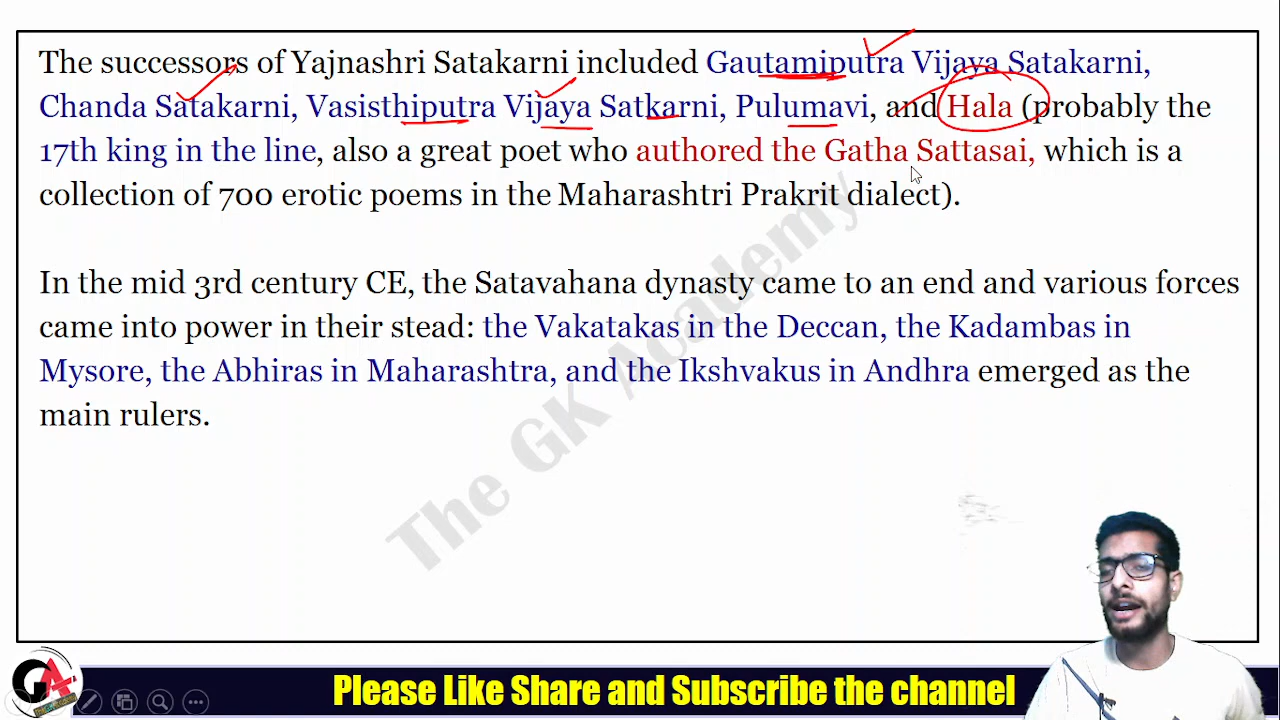 The successors of Yajnashri Satakarni included Gautamiputra Vijaya Satakarni,
Chanda Satakarni, Vasisthiputra Vijaya Satkarni, Pulumavi, and Hala (probably the
17th king in the line, also a great poet who authored the Gatha Sattasai, which is a
collection of 700 erotic poems in the Maharashtri Prakrit dialect).
In the mid 3rd century CE, the Satavahana dynasty came to an end and various forces
came into power in their stead: the Vakatakas in the Deccan, the Kadambas in
Mysore, the Abhiras in Maharashtra, and the Ikshvakus in Andhra emerged as the
main rulers.
The GK Academy
GA
Please Like Share and Subscribe the channel